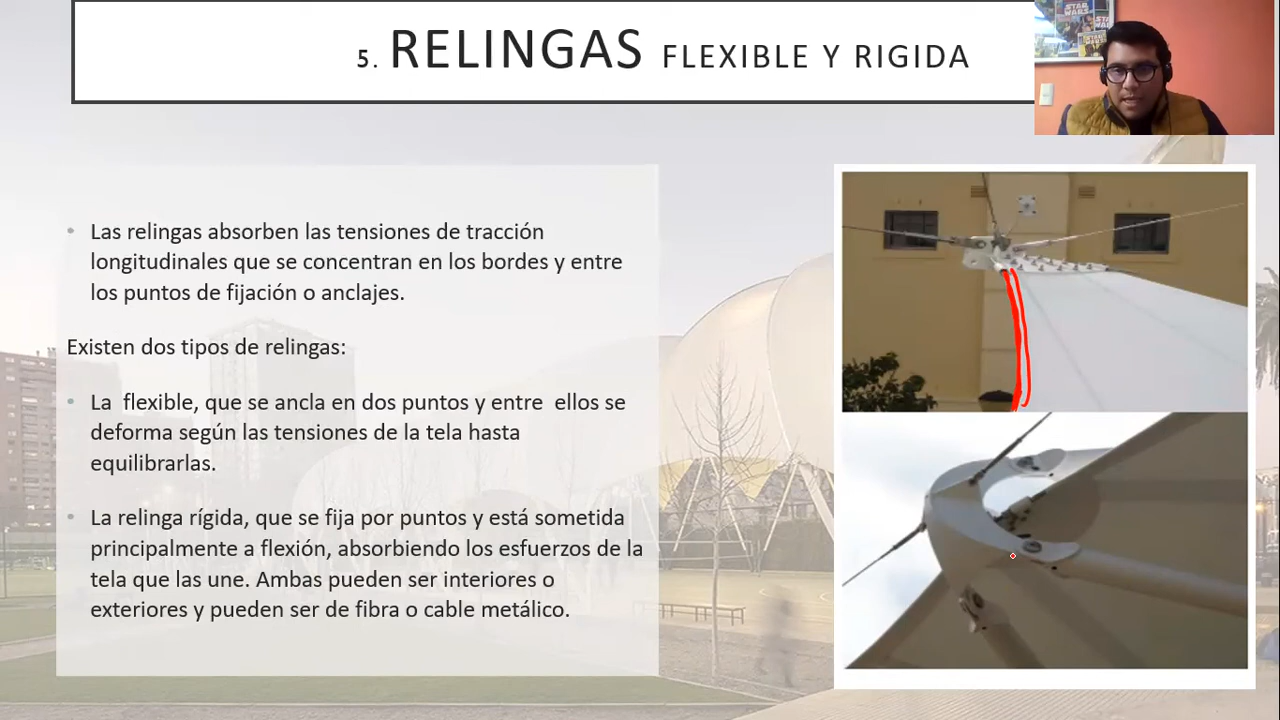 5. RELINGAS FLEXIBLE Y RIGIDA
STAR
WARS
• Las relingas absorben las tensiones de tracción
longitudinales que se concentran en los bordes y entre
los puntos de fijación o anclajes.
Existen dos tipos de relingas:
• La flexible, que se ancla en dos puntos y entre ellos se
deforma según las tensiones de la tela hasta
equilibrarlas.
• La relinga rígida, que se fija por puntos y está sometida
principalmente a flexión, absorbiendo los esfuerzos de la
tela que las une. Ambas pueden ser interiores o
exteriores y pueden ser de fibra o cable metálico.